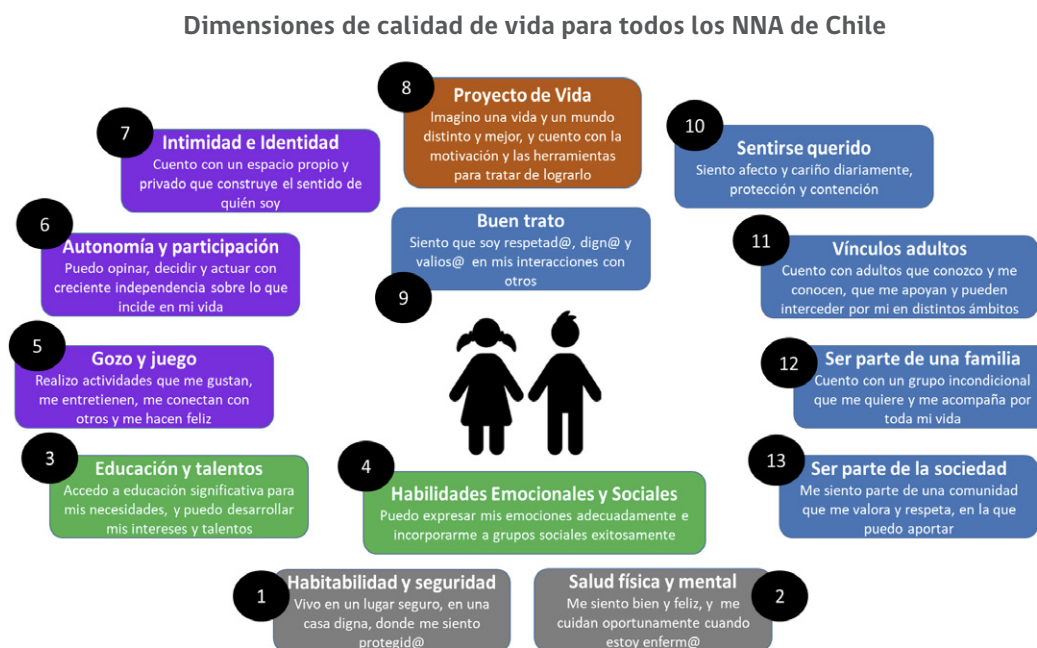 Dimensiones de calidad de vida para todos los NNA de Chile
8
Proyecto de Vida
Imagino una vida y un mundo
distinto y mejor, y cuento con la
motivación y las herramientas
para tratar de lograrlo
7
Intimidad e Identidad
Cuento con un espacio propio y
privado que construye el sentido de
quién soy
10
Sentirse querido
Siento afecto y cariño diariamente,
protección y contención
6
Autonomía y participación
Puedo opinar, decidir y actuar con
creciente independencia sobre lo que
incide en mi vida
Buen trato
Siento que soy respetad@, dign@ y
valios@ en mis interacciones con
otros
9
11
Vínculos adultos
Cuento con adultos que conozco y me
conocen, que me apoyan y pueden
interceder por mi en distintos ámbitos
5
Gozo y juego
Realizo actividades que me gustan,
me entretienen, me conectan con
otros y me hacen feliz
12
Ser parte de una familia
Cuento con un grupo incondicional
que me quiere y me acompaña por
toda mi vida
3
Educación y talentos
Accedo a educación significativa para
mis necesidades, y puedo desarrollar
mis intereses y talentos
4
Habilidades Emocionales y Sociales
Puedo expresar mis emociones adecuadamente e
incorporarme a grupos sociales exitosamente
13
Ser parte de la sociedad
Me siento parte de una comunidad
que me valora y respeta, en la que
puedo aportar
1
Habitabilidad y seguridad
Vivo en un lugar seguro, en una
casa digna, donde me siento
protegid@
Salud física y mental
2
Me siento bien y feliz, y me
cuidan oportunamente cuando
estoy enferm@